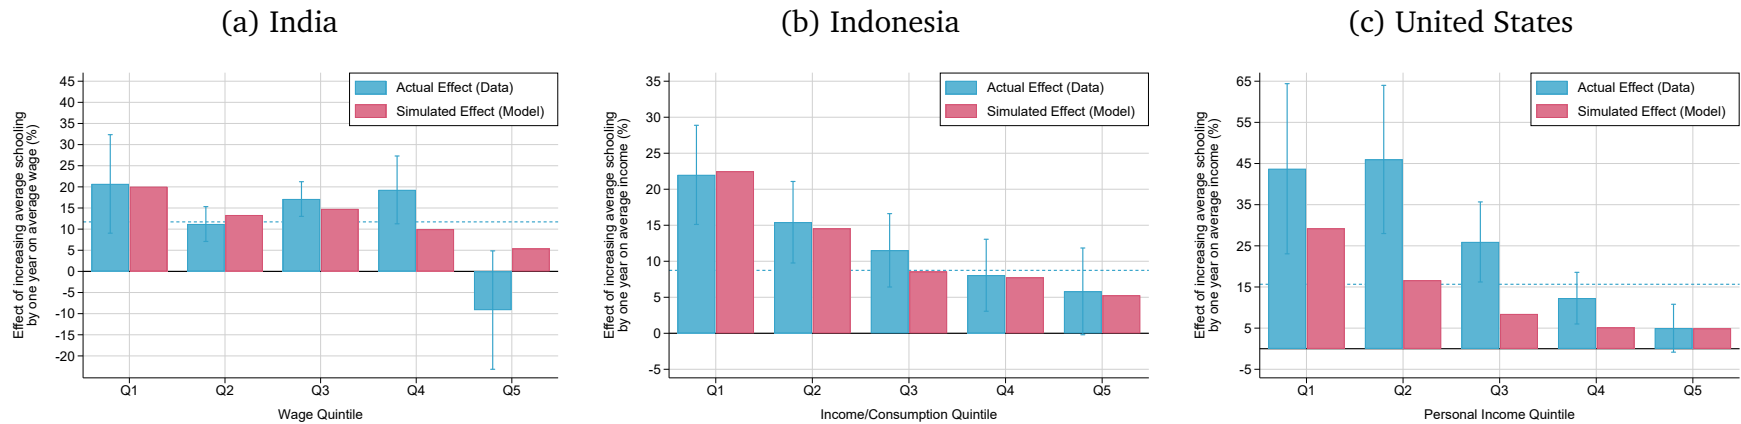 (a) India
Effect of increasing average schooling
by one year on average wage (%)
45
40
35
30
25
20
15
10
5
0
-5
-10
-15
-20
Actual Effect (Data)
Simulated Effect (Model)
Q1 Q2 Q3 Q4 Q5
Wage Quintile
(b) Indonesia
Effect of increasing average schooling
by one year on average income (%)
35
30
25
20
15
10
5
0
-5
Actual Effect (Data)
Simulated Effect (Model)
Q1 Q2 Q3 Q4 Q5
Income/Consumption Quintile
(c) United States
Effect of increasing average schooling
by one year on average income (%)
65
55
45
35
25
15
5
-5
Actual Effect (Data)
Simulated Effect (Model)
Q1 Q2 Q3 Q4 Q5
Personal Income Quintile